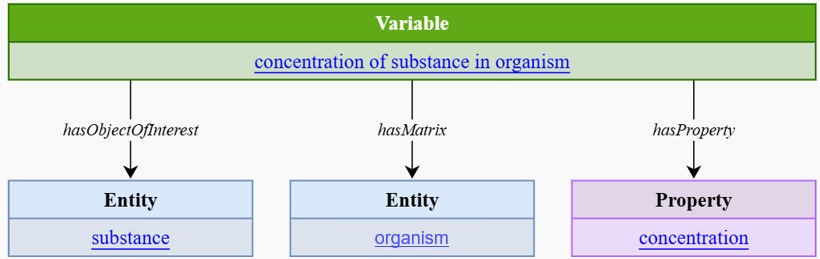 Variable
concentration of substance in organism
hasObjectOfInterest hasMatrix hasProperty
Entity Entity Property
substance organism concentration